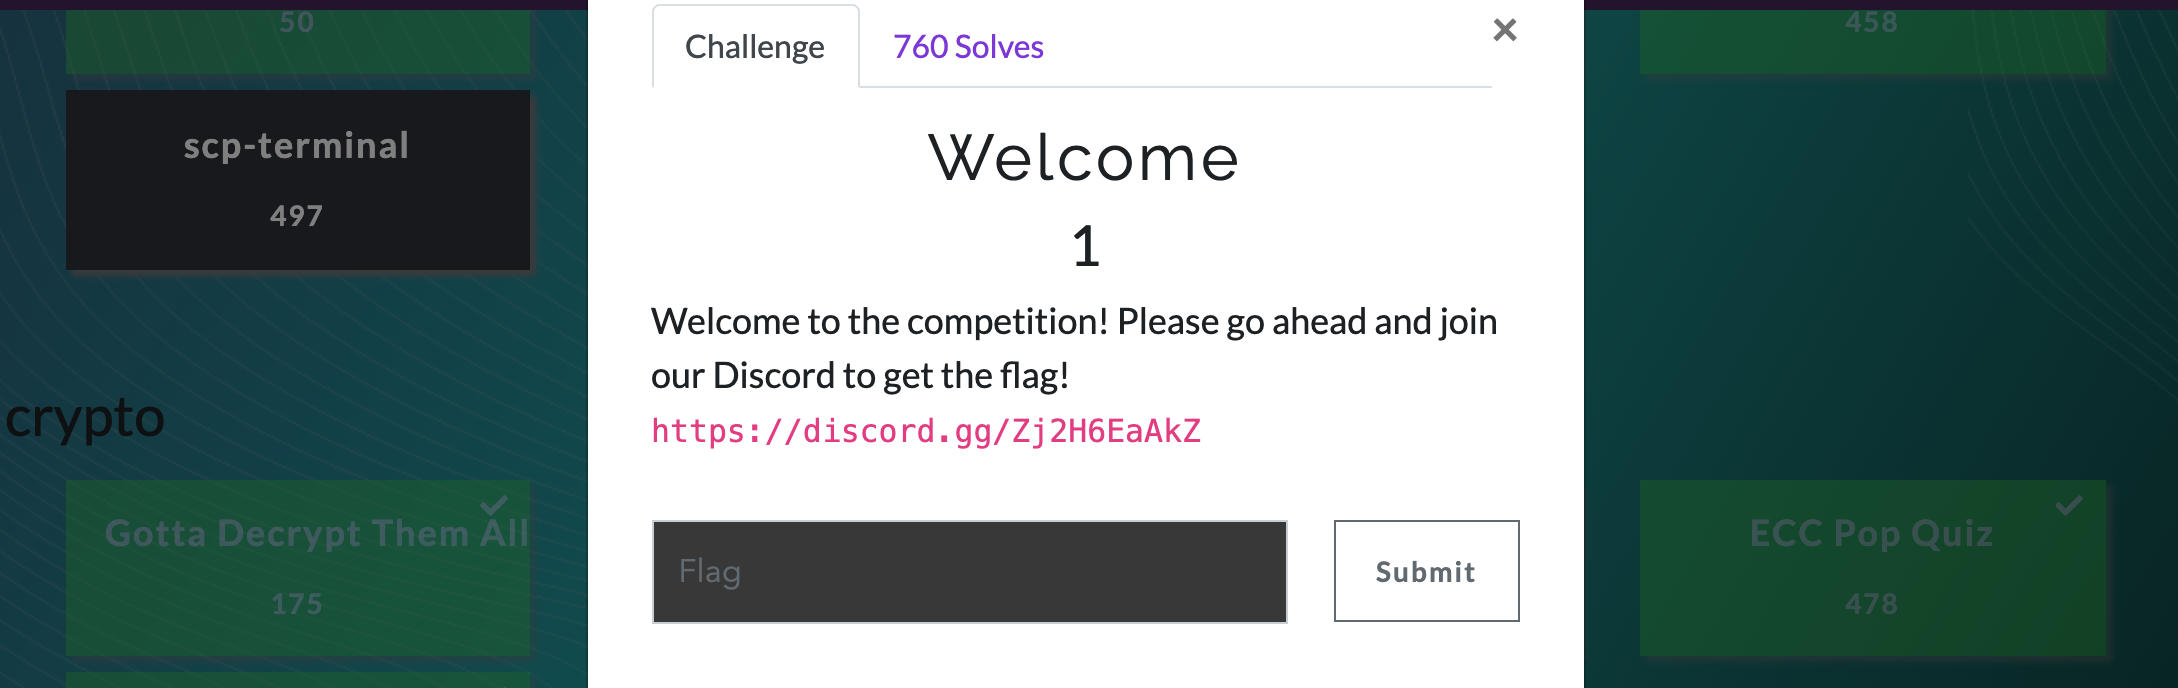 50
458
Challenge
760 Solves
×
scp-terminal
497
Welcome
1
Welcome to the competition! Please go ahead and join
our Discord to get the flag!
https://discord.gg/Zj2H6EaAkZ
crypto
Gotta Decrypt Them All
175
Flag
Submit
ECC Pop Quiz
478